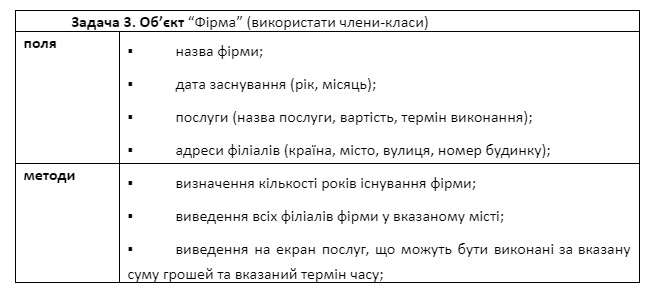 Задача 3. Об’єкт “Фірма” (використати члени-класи)
поля
▪ назва фірми;
▪ дата заснування (рік, місяць);
▪ послуги (назва послуги, вартість, термін виконання);
▪ адреси філіалів (країна, місто, вулиця, номер будинку);
методи
▪ визначення кількості років існування фірми;
▪ виведення всіх філіалів фірми у вказаному місті;
▪ виведення на екран послуг, що можуть бути виконані за вказану
суму грошей та вказаний термін часу;